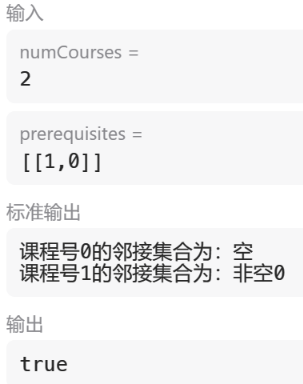 输入
numCourses =
2
prerequisites =
[[1,0]]
标准输出
课程号0的邻接集合为：空
课程号1的邻接集合为：非空0
输出
true